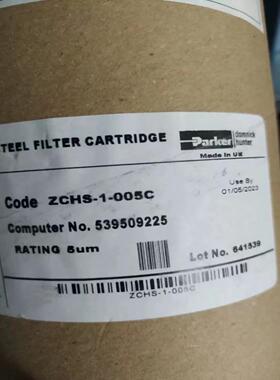 TEEL FILTER CARTRIDGE
Parker
domnick
hunter
Made in UK
Code ZCHS-1-005C
Use By
01/05/2023
Computer No. 539509225
RATING 5um
Lot No. 641539
ZCHS-1-005C